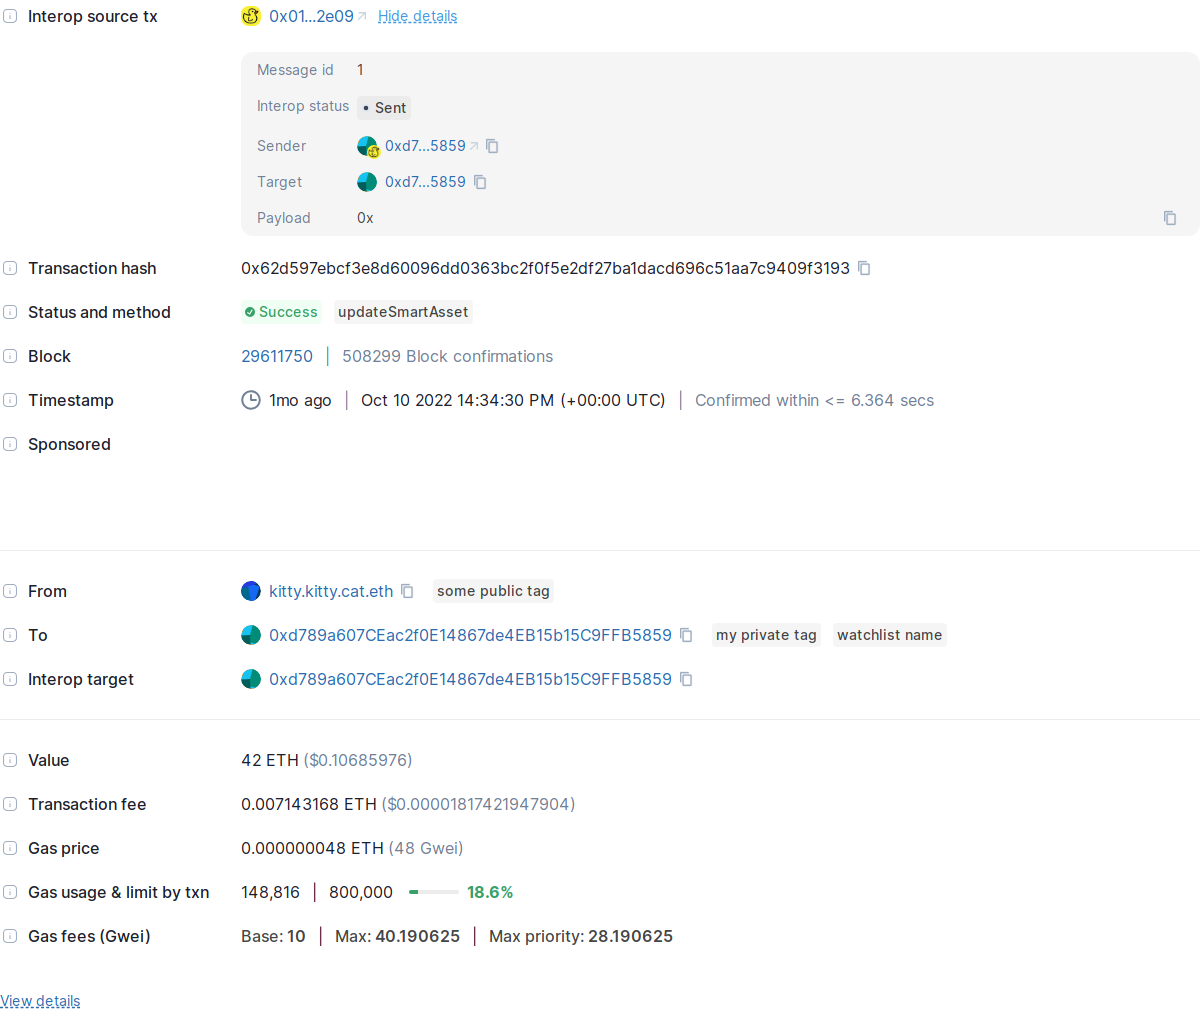 Interop source tx 0x01...2e09 Hide details
Message id 1
Interop status Sent
Sender 0xd7...5859
Target 0xd7...5859
Payload 0x
Transaction hash 0x62d597ebcf3e8d60096dd0363bc2f0f5e2df27ba1dacd696c51aa7c9409f3193
Status and method Success updateSmartAsset
Block 29611750 | 508299 Block confirmations
Timestamp 1mo ago | Oct 10 2022 14:34:30 PM (+00:00 UTC) | Confirmed within <= 6.364 secs
Sponsored
From kitty.kitty.cat.eth some public tag
To 0xd789a607CEac2f0E14867de4EB15b15C9FFB5859 my private tag watchlist name
Interop target 0xd789a607CEac2f0E14867de4EB15b15C9FFB5859
Value 42 ETH ($0.10685976)
Transaction fee 0.007143168 ETH ($0.00001817421947904)
Gas price 0.000000048 ETH (48 Gwei)
Gas usage & limit by txn 148,816 | 800,000 18.6%
Gas fees (Gwei) Base: 10 | Max: 40.190625 | Max priority: 28.190625
View details